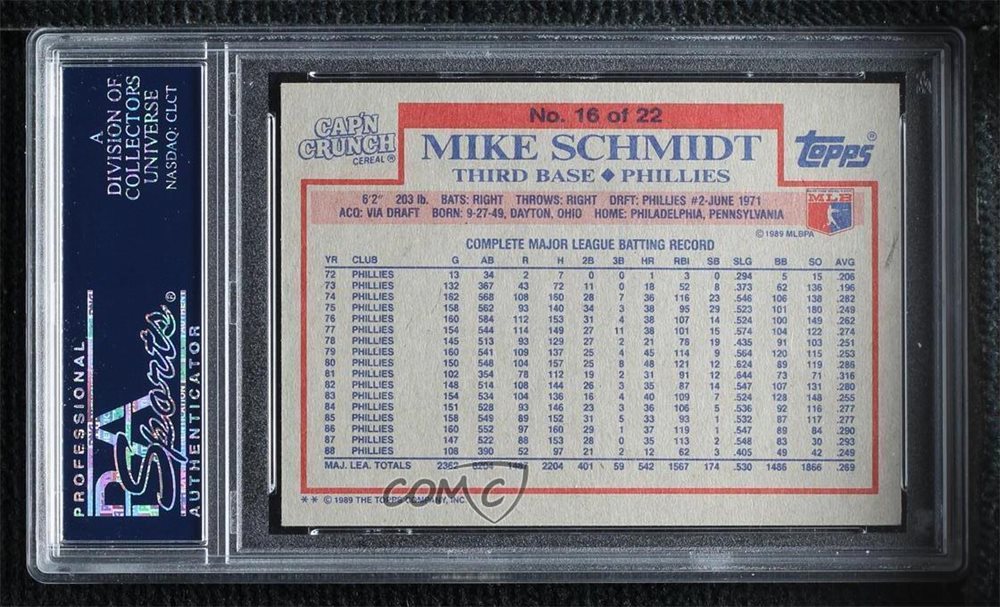 A
DIVISION OF
COLLECTORS
UNIVERSE
NASDAQ: CLCT
PROFESSIONAL
PSA
Sports ®
AUTHENTICATOR
No. 16 of 22
CAP'N
CRUNCH
CEREAL ®
MIKE SCHMIDT
Topps ®
THIRD BASE ◆ PHILLIES
6'2" 203 lb. BATS: RIGHT THROWS: RIGHT DRFT: PHILLIES #2-JUNE 1971
ACQ: VIA DRAFT BORN: 9-27-49, DAYTON, OHIO HOME: PHILADELPHIA, PENNSYLVANIA
MLB
© 1989 MLBPA
COMPLETE MAJOR LEAGUE BATTING RECORD
YR CLUB G AB R H 2B 3B HR RBI SB SLG BB SO AVG
72 PHILLIES 13 34 2 7 0 0 1 3 0 .294 5 15 .206
73 PHILLIES 132 367 43 72 11 0 18 52 8 .373 62 136 .196
74 PHILLIES 162 568 108 160 28 7 36 116 23 .546 106 138 .282
75 PHILLIES 158 562 93 140 34 3 38 95 29 .523 101 180 .249
76 PHILLIES 160 584 112 153 31 4 38 107 14 .524 100 149 .262
77 PHILLIES 154 544 114 149 27 11 38 101 15 .574 104 122 .274
78 PHILLIES 145 513 93 129 27 2 21 78 19 .435 91 103 .251
79 PHILLIES 160 541 109 137 25 4 45 114 9 .564 120 115 .253
80 PHILLIES 150 548 104 157 25 8 48 121 12 .624 89 119 .286
81 PHILLIES 102 354 78 112 19 2 31 91 12 .644 73 71 .316
82 PHILLIES 148 514 108 144 26 3 35 87 14 .547 107 131 .280
83 PHILLIES 154 534 104 136 16 4 40 109 7 .524 128 148 .255
84 PHILLIES 151 528 93 146 23 3 36 106 5 .536 92 116 .277
85 PHILLIES 158 549 89 152 31 5 33 93 1 .532 87 117 .277
86 PHILLIES 160 552 97 160 29 1 37 119 1 .547 89 84 .290
87 PHILLIES 147 522 88 153 28 0 35 113 2 .548 83 80 .293
88 PHILLIES 108 390 52 97 21 2 12 62 3 .405 49 42 .249
MAJ. LEA. TOTALS 2362 8204 1487 2204 401 59 542 1567 174 .530 1486 1866 .269
COMC
** © 1989 THE TOPPS COMPANY, INC.